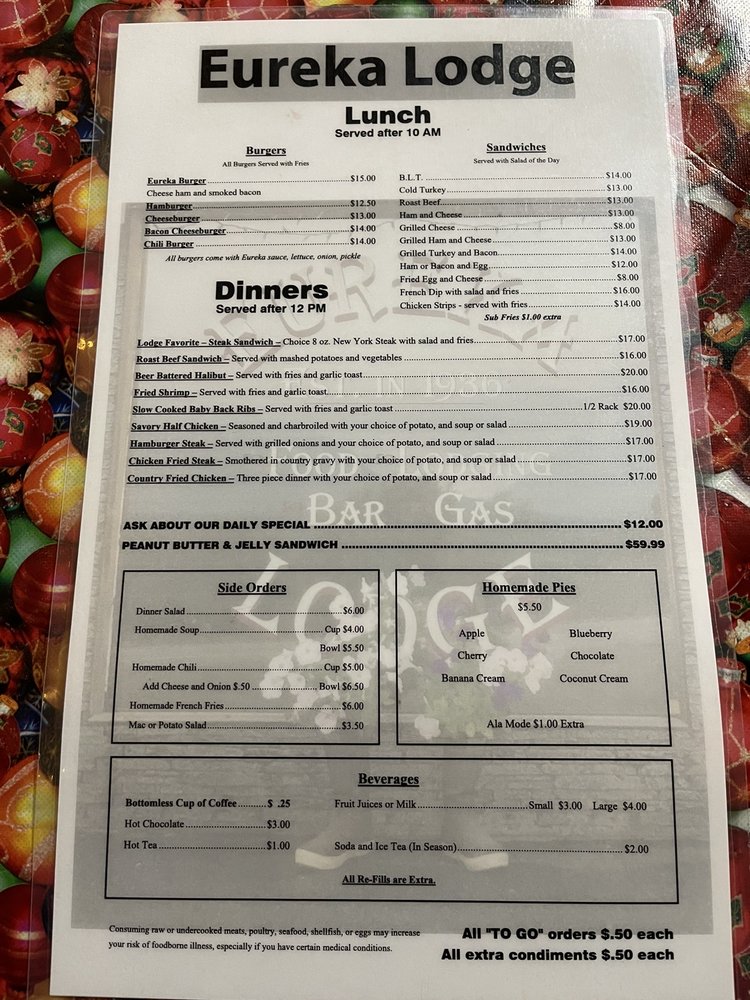 Eureka Lodge
Lunch
Served after 10 AM
Burgers
All Burgers Served with Fries
Eureka Burger $15.00
Cheese ham and smoked bacon
Hamburger $12.50
Cheeseburger $13.00
Bacon Cheeseburger $14.00
Chili Burger $14.00
All burgers come with Eureka sauce, lettuce, onion, pickle
Sandwiches
Served with Salad of the Day
B.L.T. $14.00
Cold Turkey $13.00
Roast Beef $13.00
Ham and Cheese $13.00
Grilled Cheese $8.00
Grilled Ham and Cheese $13.00
Grilled Turkey and Bacon $14.00
Ham or Bacon and Egg $12.00
Fried Egg and Cheese $8.00
French Dip with salad and fries $16.00
Chicken Strips - served with fries $14.00
Sub Fries $1.00 extra
Dinners
Served after 12 PM
Lodge Favorite – Steak Sandwich – Choice 8 oz. New York Steak with salad and fries $17.00
Roast Beef Sandwich – Served with mashed potatoes and vegetables $16.00
Beer Battered Halibut – Served with fries and garlic toast $20.00
Fried Shrimp – Served with fries and garlic toast $16.00
Slow Cooked Baby Back Ribs – Served with fries and garlic toast 1/2 Rack $20.00
Savory Half Chicken – Seasoned and charbroiled with your choice of potato, and soup or salad $19.00
Hamburger Steak – Served with grilled onions and your choice of potato, and soup or salad $17.00
Chicken Fried Steak – Smothered in country gravy with your choice of potato, and soup or salad $17.00
Country Fried Chicken – Three piece dinner with your choice of potato, and soup or salad $17.00
Bar Gas
ASK ABOUT OUR DAILY SPECIAL $12.00
PEANUT BUTTER & JELLY SANDWICH $59.99
LODGE
Side Orders
Dinner Salad $6.00
Homemade Soup Cup $4.00
Bowl $5.50
Homemade Chili Cup $5.00
Add Cheese and Onion $.50 Bowl $6.50
Homemade French Fries $6.00
Mac or Potato Salad $3.50
Homemade Pies
$5.50
Apple Blueberry
Cherry Chocolate
Banana Cream Coconut Cream
Ala Mode $1.00 Extra
Beverages
Bottomless Cup of Coffee $ .25
Hot Chocolate $3.00
Hot Tea $1.00
Fruit Juices or Milk Small $3.00 Large $4.00
Soda and Ice Tea (In Season) $2.00
All Re-Fills are Extra.
Consuming raw or undercooked meats, poultry, seafood, shellfish, or eggs may increase
your risk of foodborne illness, especially if you have certain medical conditions.
All "TO GO" orders $.50 each
All extra condiments $.50 each